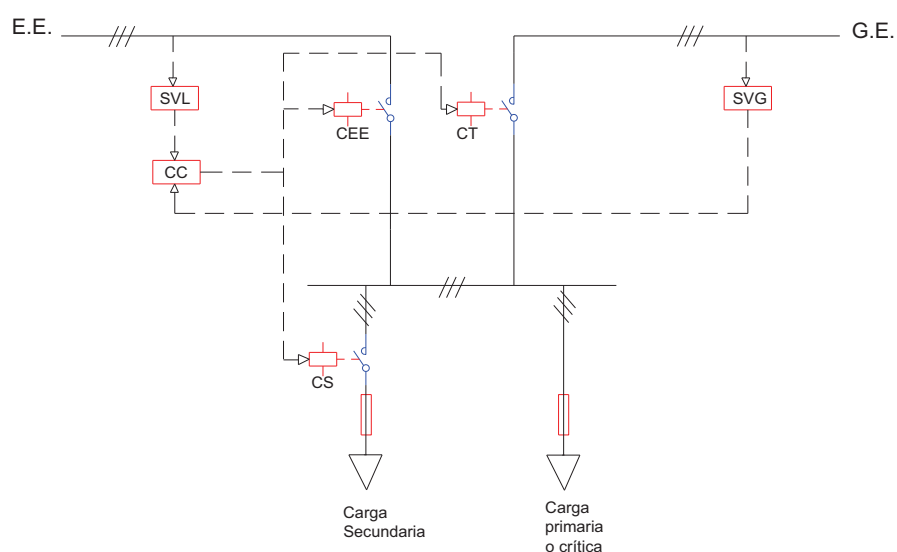 E.E.
G.E.
SVL
SVG
CEE
CT
CC
CS
Carga
Secundaria
Carga
primaria
o crítica